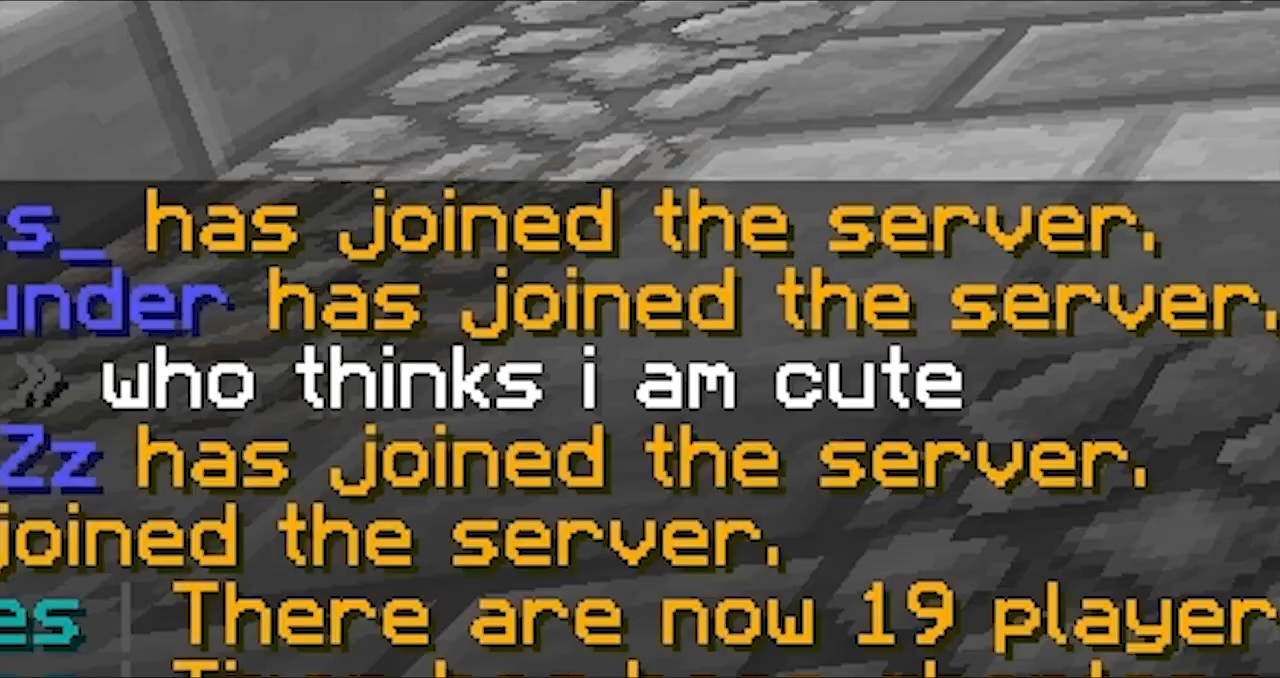 s_ has joined the server.
under has joined the server.
» who thinks i am cute
Zz has joined the server.
joined the server.
es | There are now 19 player